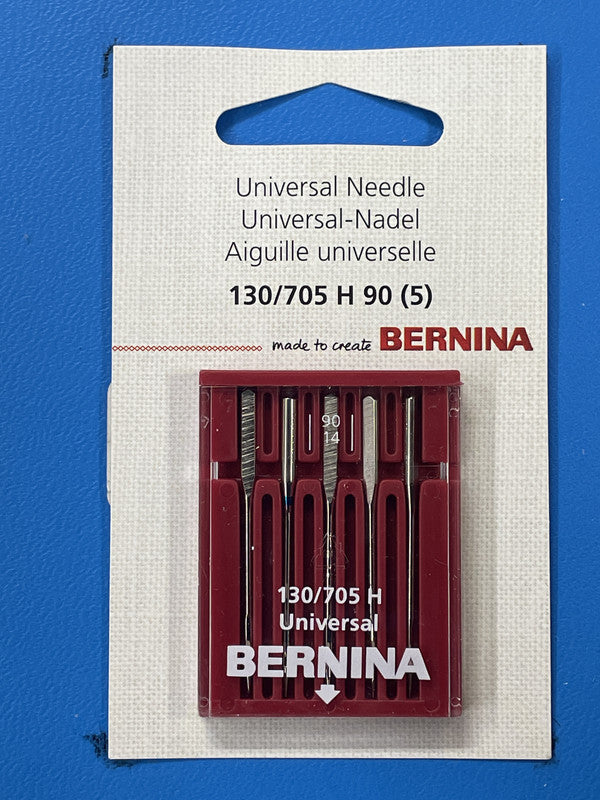 Universal Needle
Universal-Nadel
Aiguille universelle
130/705 H 90 (5)
made to create BERNINA
90
14
130/705 H
Universal
BERNINA